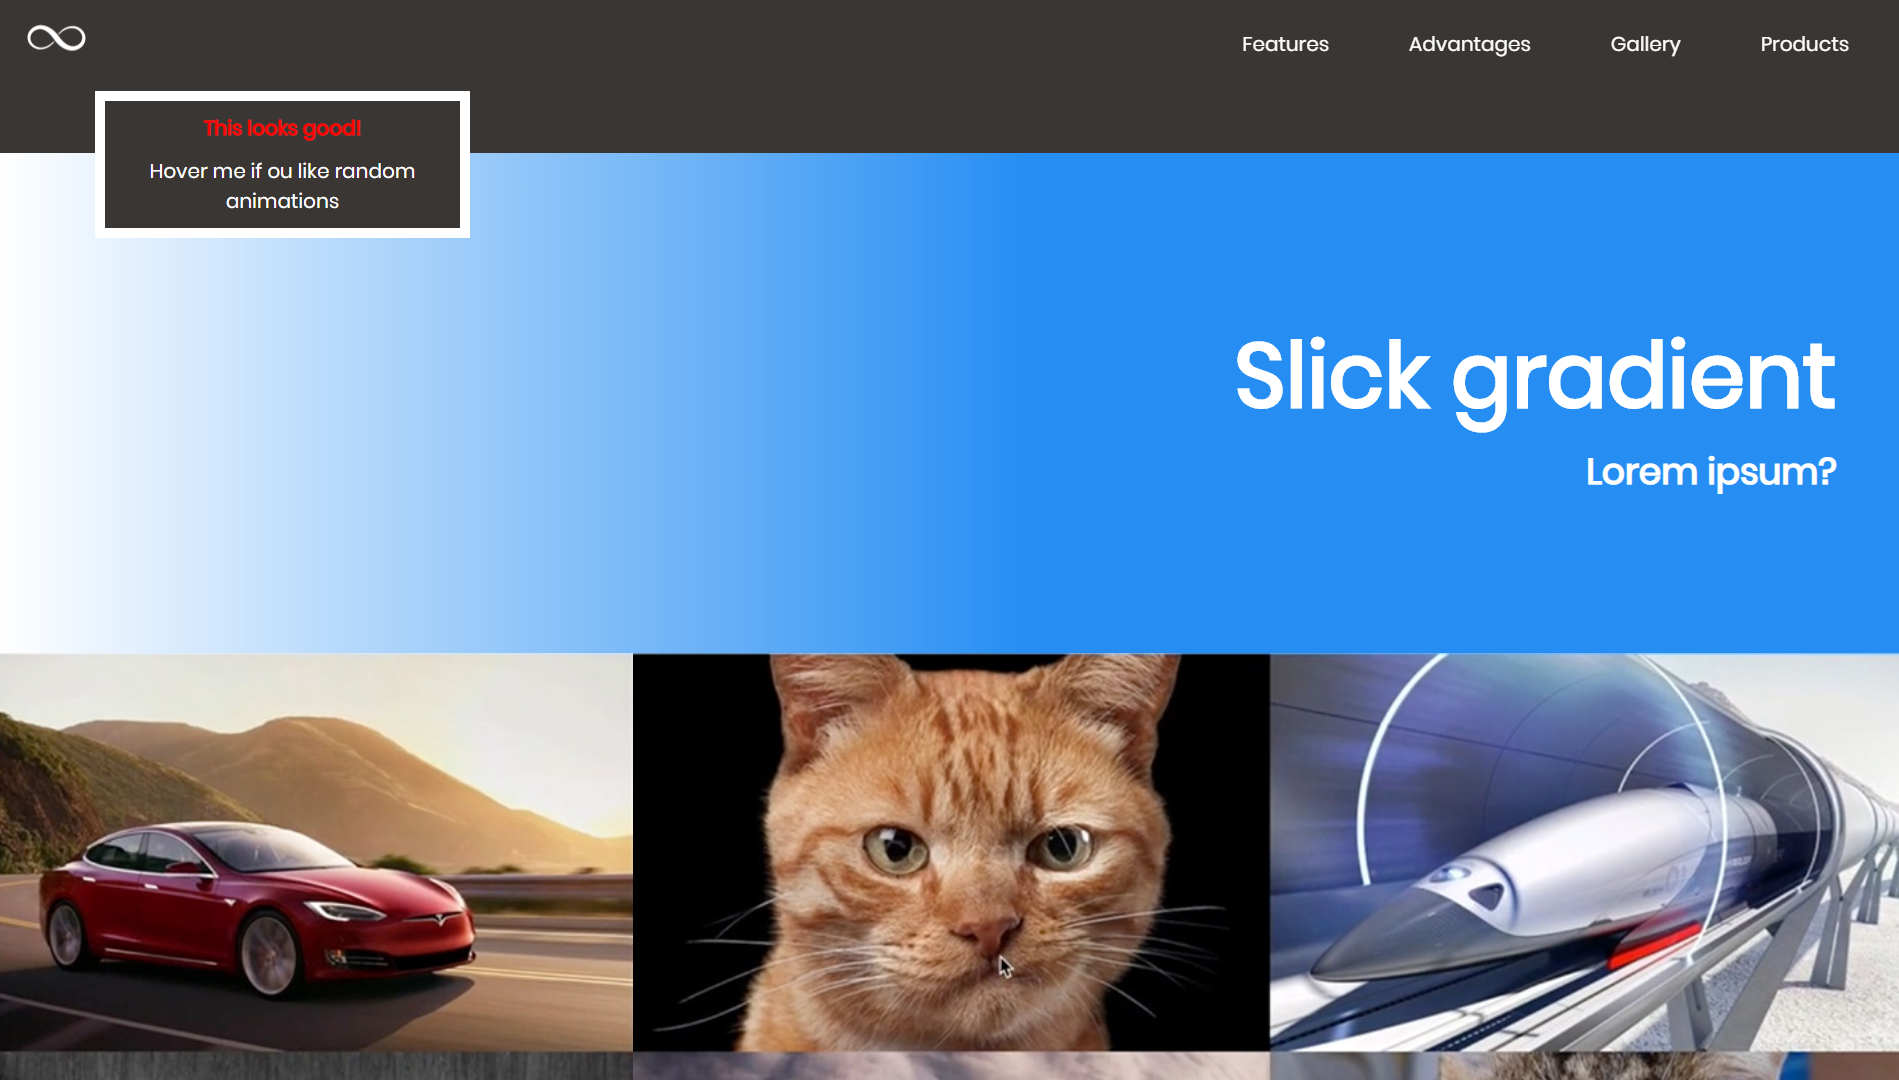 Features Advantages Gallery Products
This looks good!
Hover me if ou like random
animations
Slick gradient
Lorem ipsum?